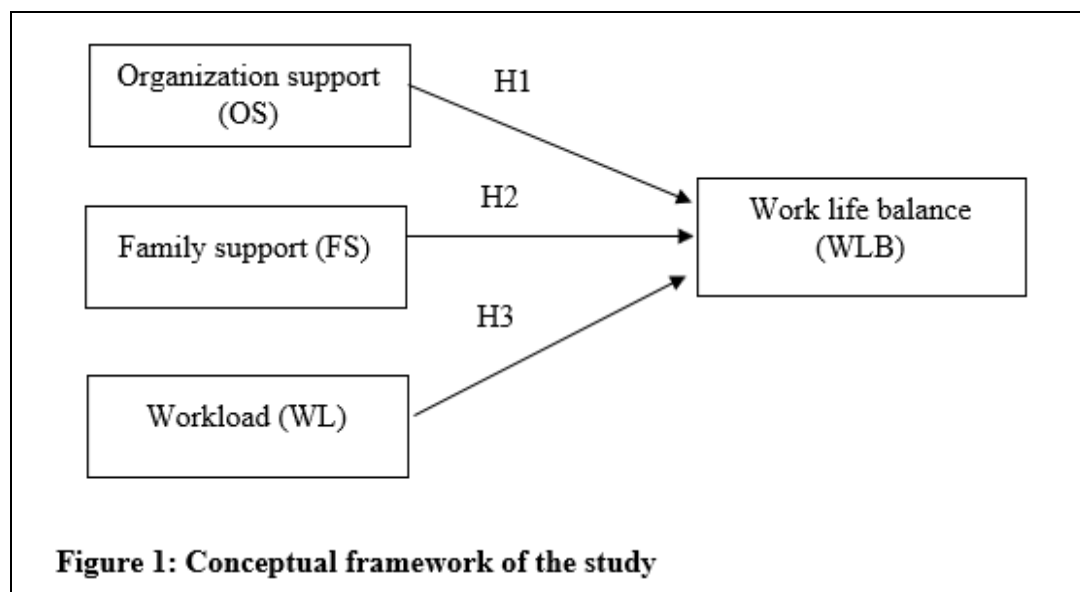 Organization support
(OS)
H1
H2
Work life balance
(WLB)
Family support (FS)
H3
Workload (WL)
Figure 1: Conceptual framework of the study